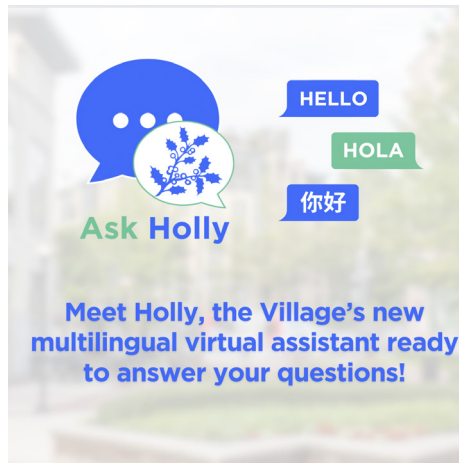 HELLO
HOLA
你好
Ask Holly
Meet Holly, the Village's new
multilingual virtual assistant ready
to answer your questions!